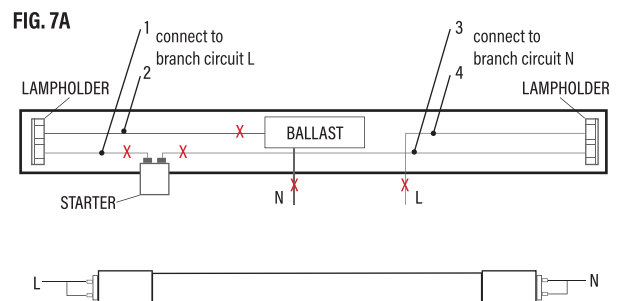 FIG. 7A
1 connect to
branch circuit L
2
3 connect to
branch circuit N
4
LAMPHOLDER
LAMPHOLDER
BALLAST
X X X X X
STARTER
N
L
L
N